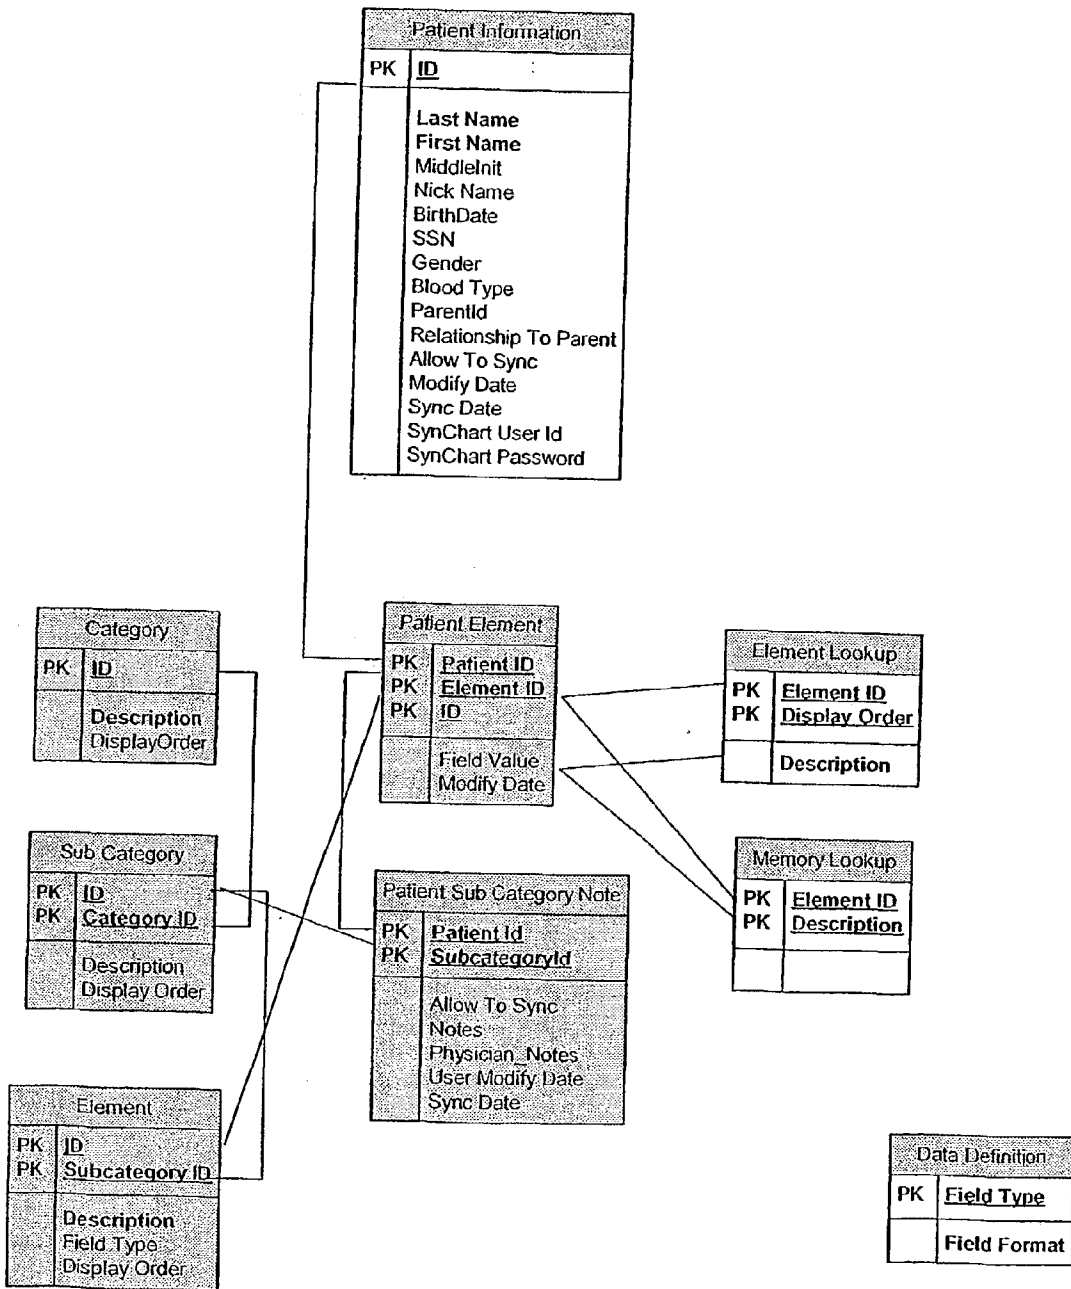 Patient Information
PK ID
Last Name
First Name
MiddleInit
Nick Name
BirthDate
SSN
Gender
Blood Type
ParentId
Relationship To Parent
Allow To Sync
Modify Date
Sync Date
SynChart User Id
SynChart Password
Category
PK ID
Description
DisplayOrder
Patient Element
PK Patient ID
PK Element ID
PK ID
Field Value
Modify Date
Element Lookup
PK Element ID
PK Display Order
Description
Sub Category
PK ID
PK Category ID
Description
Display Order
Patient Sub Category Note
PK Patient Id
PK SubcategoryId
Allow To Sync
Notes
Physician_Notes
User Modify Date
Sync Date
Memory Lookup
PK Element ID
PK Description
Element
PK ID
PK Subcategory ID
Description
Field Type
Display Order
Data Definition
PK Field Type
Field Format